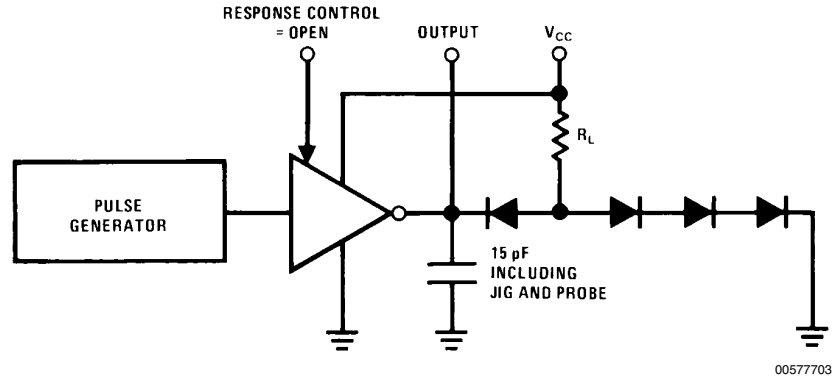 RESPONSE CONTROL
= OPEN
OUTPUT
VCC
RL
PULSE
GENERATOR
15 pF
INCLUDING
JIG AND PROBE
00577703